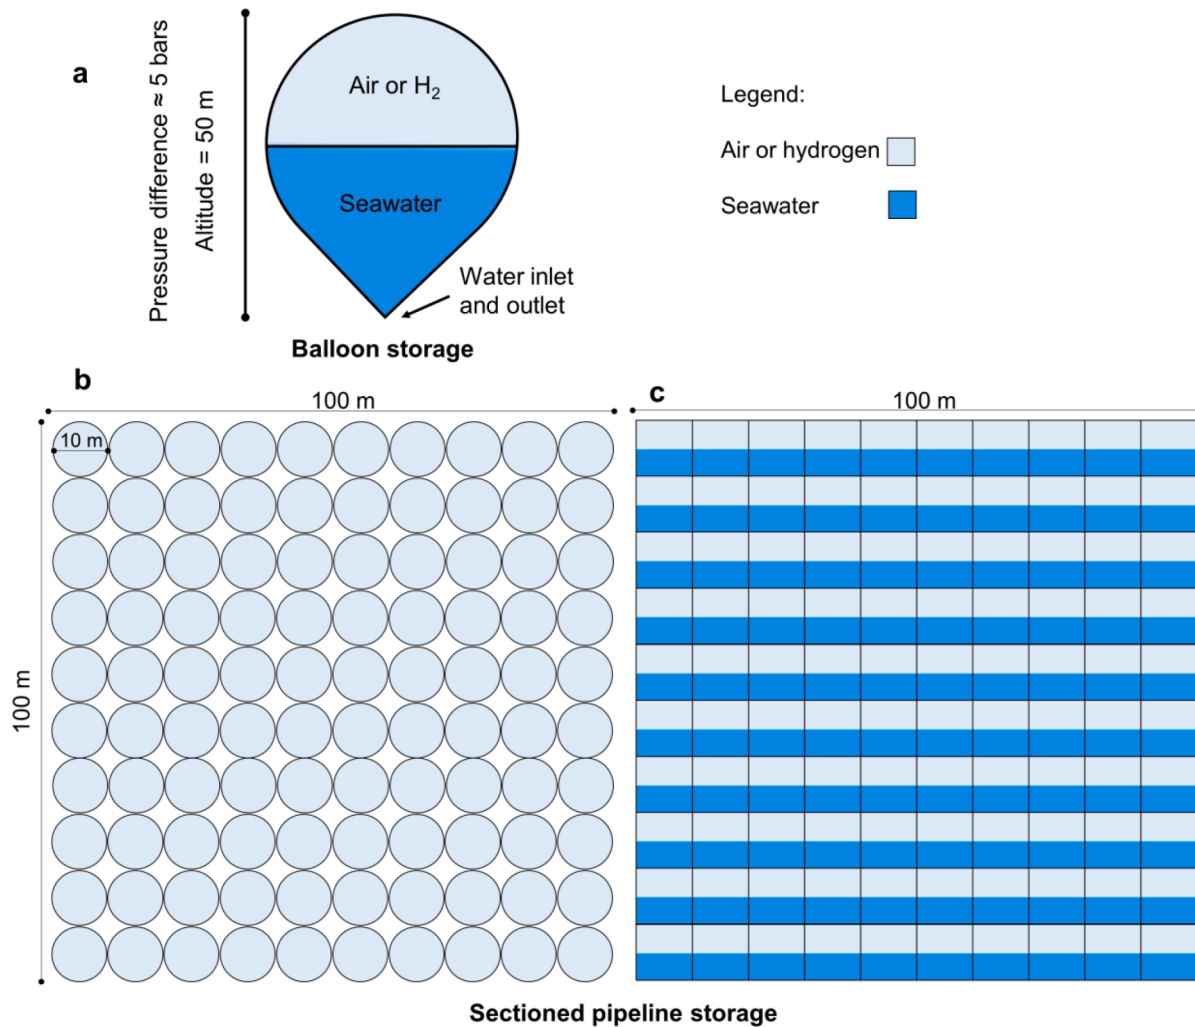 a
Pressure difference ≈ 5 bars
Altitude = 50 m
Air or H₂
Seawater
Water inlet
and outlet
Balloon storage
Legend:
Air or hydrogen
Seawater
b
100 m
10 m
100 m
c
100 m
Sectioned pipeline storage